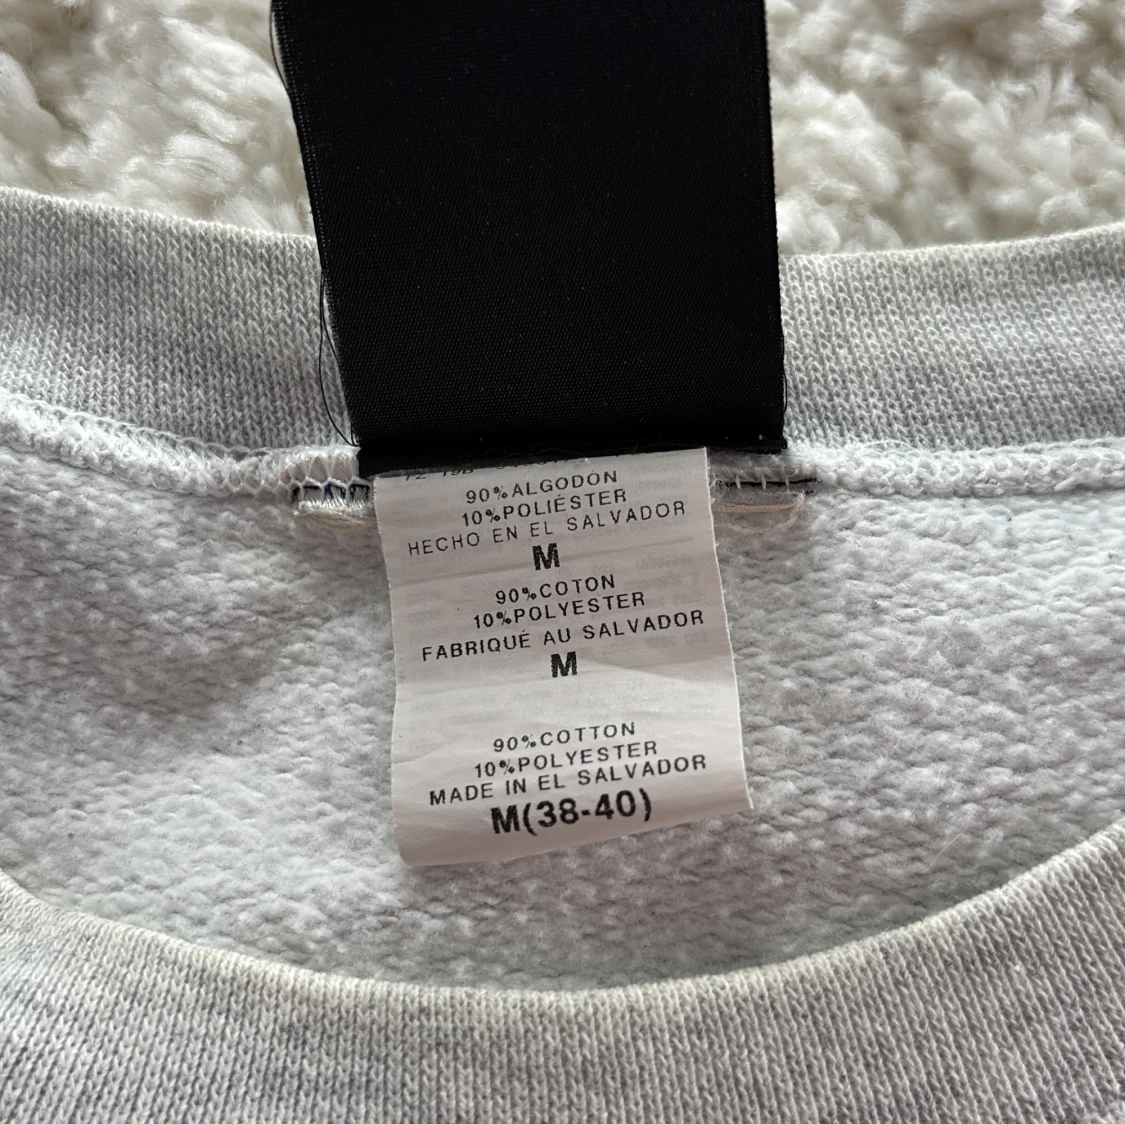 90%ALGODÓN
10%POLIÉSTER
HECHO EN EL SALVADOR
M
90%COTON
10%POLYESTER
FABRIQUÉ AU SALVADOR
M
90%COTTON
10%POLYESTER
MADE IN EL SALVADOR
M(38-40)